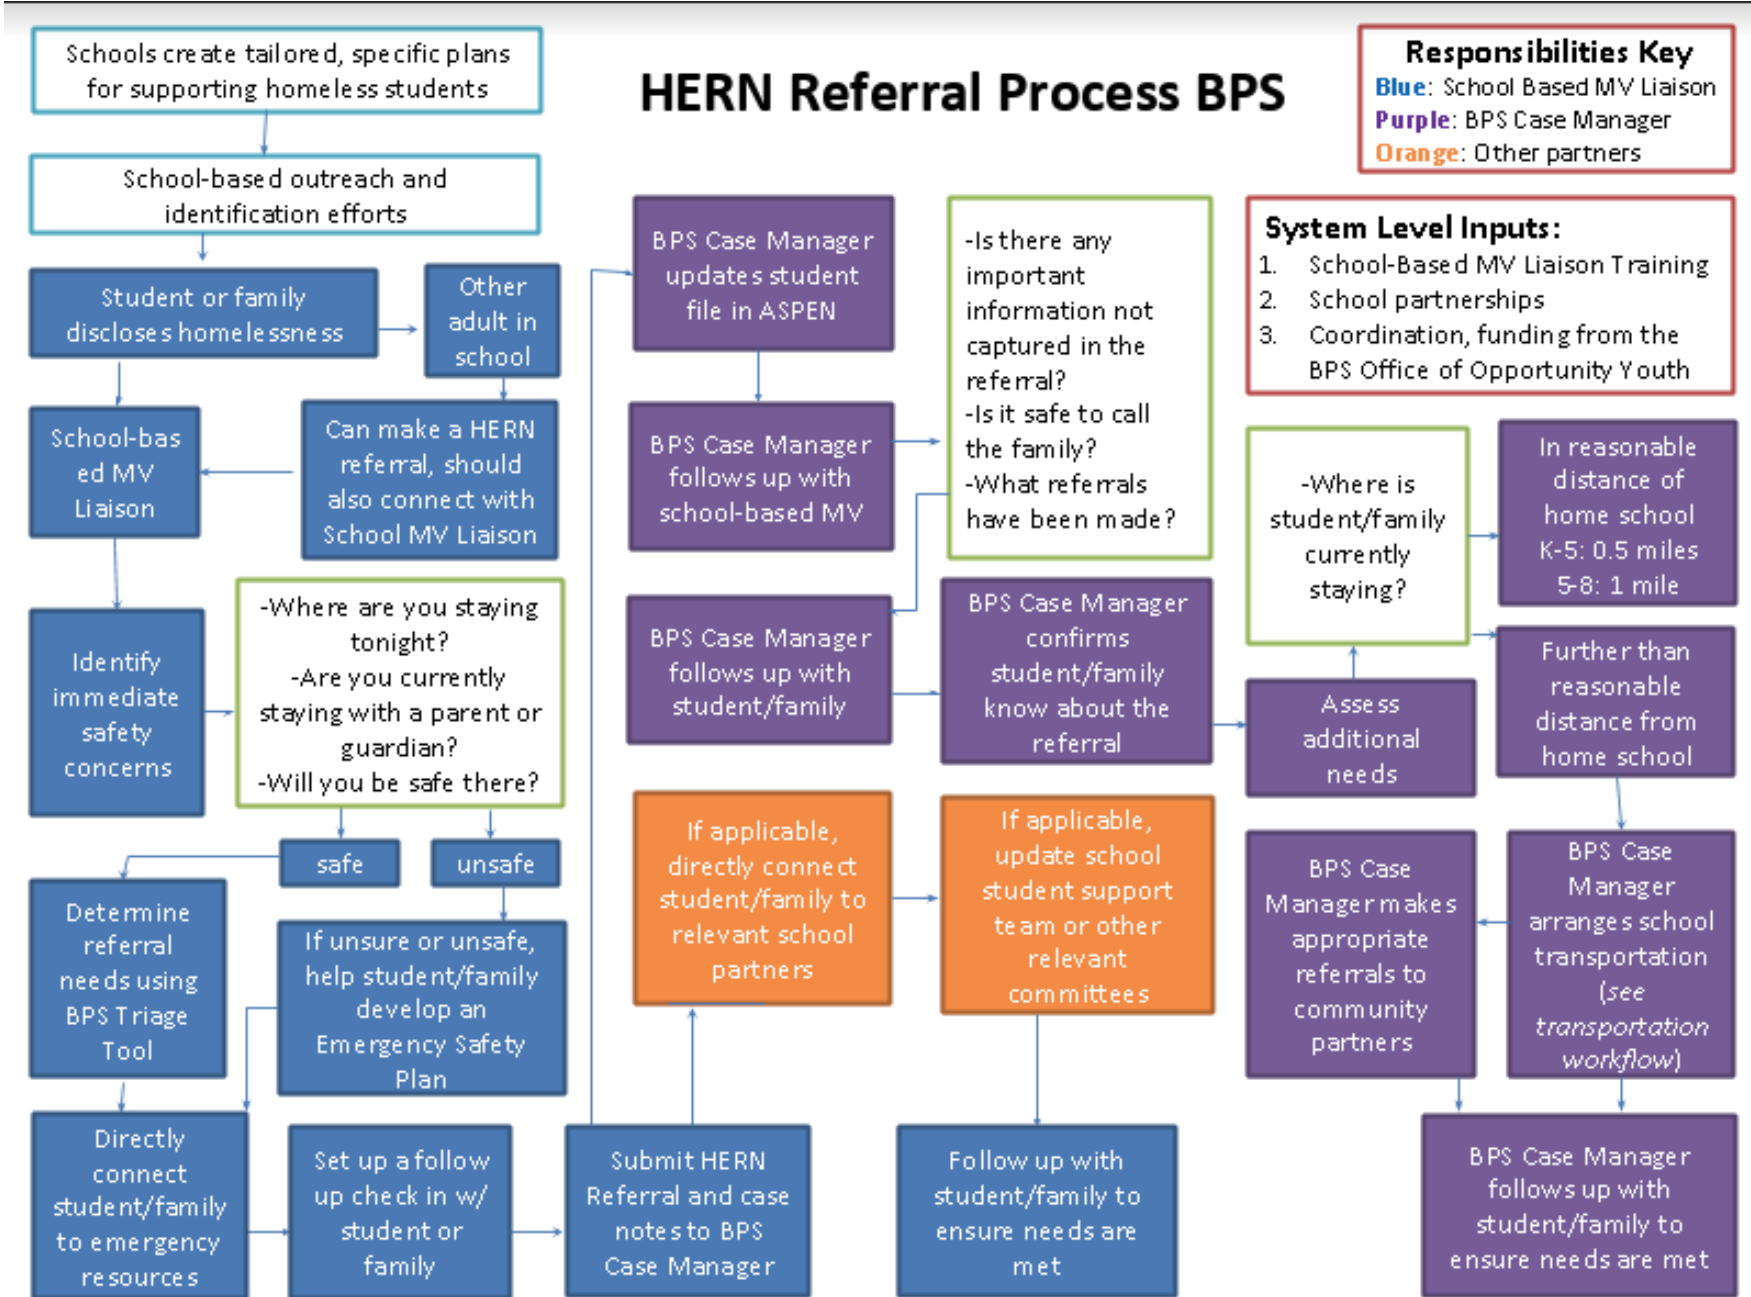 Schools create tailored, specific plans
for supporting homeless students
School-based outreach and
identification efforts
Student or family
discloses homelessness
Other
adult in
school
School-bas
ed MV
Liaison
Can make a HERN
referral, should
also connect with
School MV Liaison
Identify
immediate
safety
concerns
-Where are you staying
tonight?
-Are you currently
staying with a parent or
guardian?
-Will you be safe there?
safe
unsafe
Determine
referral
needs using
BPS Triage
Tool
If unsure or unsafe,
help student/family
develop an
Emergency Safety
Plan
Directly
connect
student/family
to emergency
resources
Set up a follow
up check in w/
student or
family
Submit HERN
Referral and case
notes to BPS
Case Manager
HERN Referral Process BPS
BPS Case Manager
updates student
file in ASPEN
BPS Case Manager
follows up with
school-based MV
-Is there any
important
information not
captured in the
referral?
-Is it safe to call
the family?
-What referrals
have been made?
BPS Case Manager
follows up with
student/family
BPS Case Manager
confirms
student/family
know about the
referral
If applicable,
directly connect
student/family to
relevant school
partners
If applicable,
update school
student support
team or other
relevant
committees
Follow up with
student/family to
ensure needs are
met
Responsibilities Key
Blue: School Based MV Liaison
Purple: BPS Case Manager
Orange: Other partners
System Level Inputs:
1. School-Based MV Liaison Training
2. School partnerships
3. Coordination, funding from the
BPS Office of Opportunity Youth
-Where is
student/family
currently
staying?
In reasonable
distance of
home school
K-5: 0.5 miles
5-8: 1 mile
Assess
additional
needs
Further than
reasonable
distance from
home school
BPS Case
Manager makes
appropriate
referrals to
community
partners
BPS Case
Manager
arranges school
transportation
(see
transportation
workflow)
BPS Case Manager
follows up with
student/family to
ensure needs are met